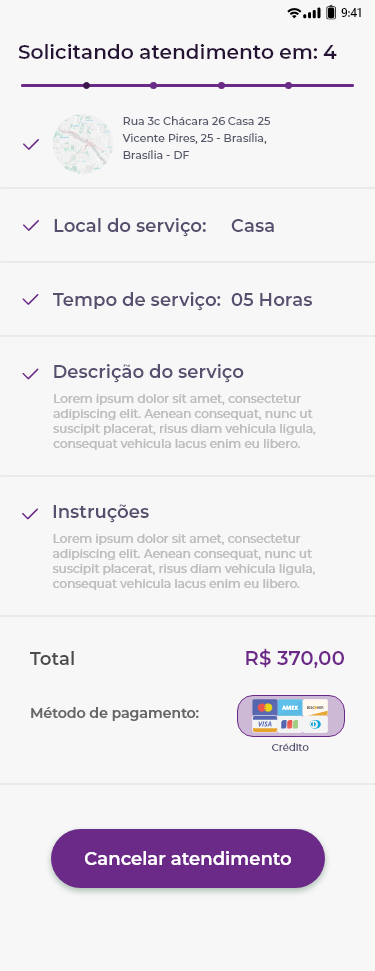 9:41
Solicitando atendimento em: 4
Rua 3c Chácara 26 Casa 25
Vicente Pires, 25 - Brasília,
Brasília - DF
Local do serviço: Casa
Tempo de serviço: 05 Horas
Descrição do serviço
Lorem ipsum dolor sit amet, consectetur
adipiscing elit. Aenean consequat, nunc ut
suscipit placerat, risus diam vehicula ligula,
consequat vehicula lacus enim eu libero.
Instruções
Lorem ipsum dolor sit amet, consectetur
adipiscing elit. Aenean consequat, nunc ut
suscipit placerat, risus diam vehicula ligula,
consequat vehicula lacus enim eu libero.
Total R$ 370,00
Método de pagamento:
AMEX DISCOVER
VISA JCB
Crédito
Cancelar atendimento